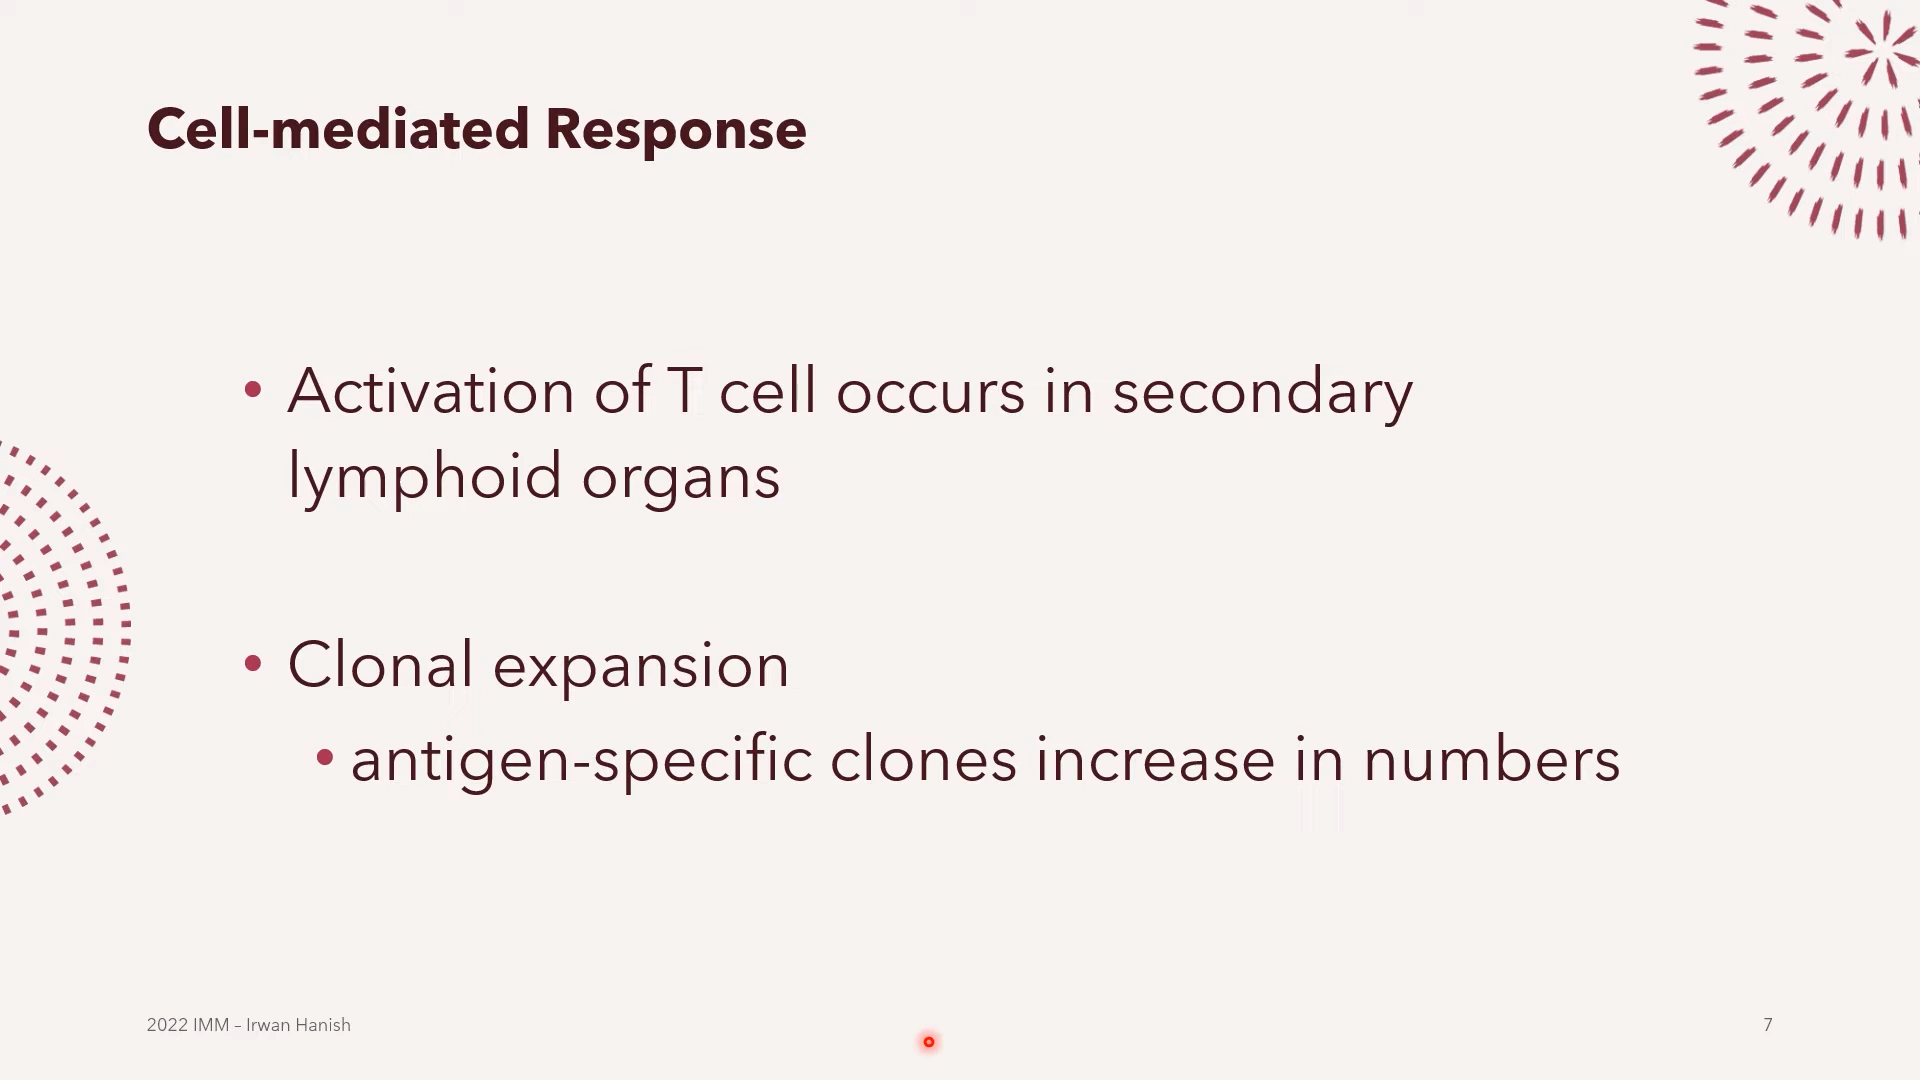 Cell-mediated Response
• Activation of T cell occurs in secondary
lymphoid organs
• Clonal expansion
• antigen-specific clones increase in numbers
2022 IMM – Irwan Hanish
7